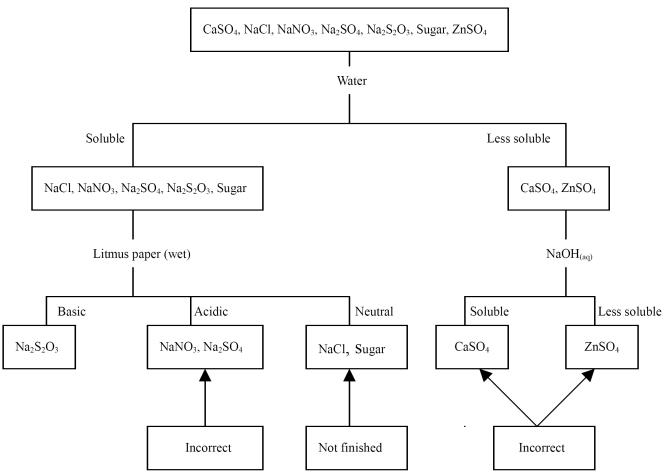 CaSO₄, NaCl, NaNO₃, Na₂SO₄, Na₂S₂O₃, Sugar, ZnSO₄
Water
Soluble
Less soluble
NaCl, NaNO₃, Na₂SO₄, Na₂S₂O₃, Sugar
CaSO₄, ZnSO₄
Litmus paper (wet)
NaOH₍aq₎
Basic
Acidic
Neutral
Soluble
Less soluble
Na₂S₂O₃
NaNO₃, Na₂SO₄
NaCl, Sugar
CaSO₄
ZnSO₄
Incorrect
Not finished
Incorrect